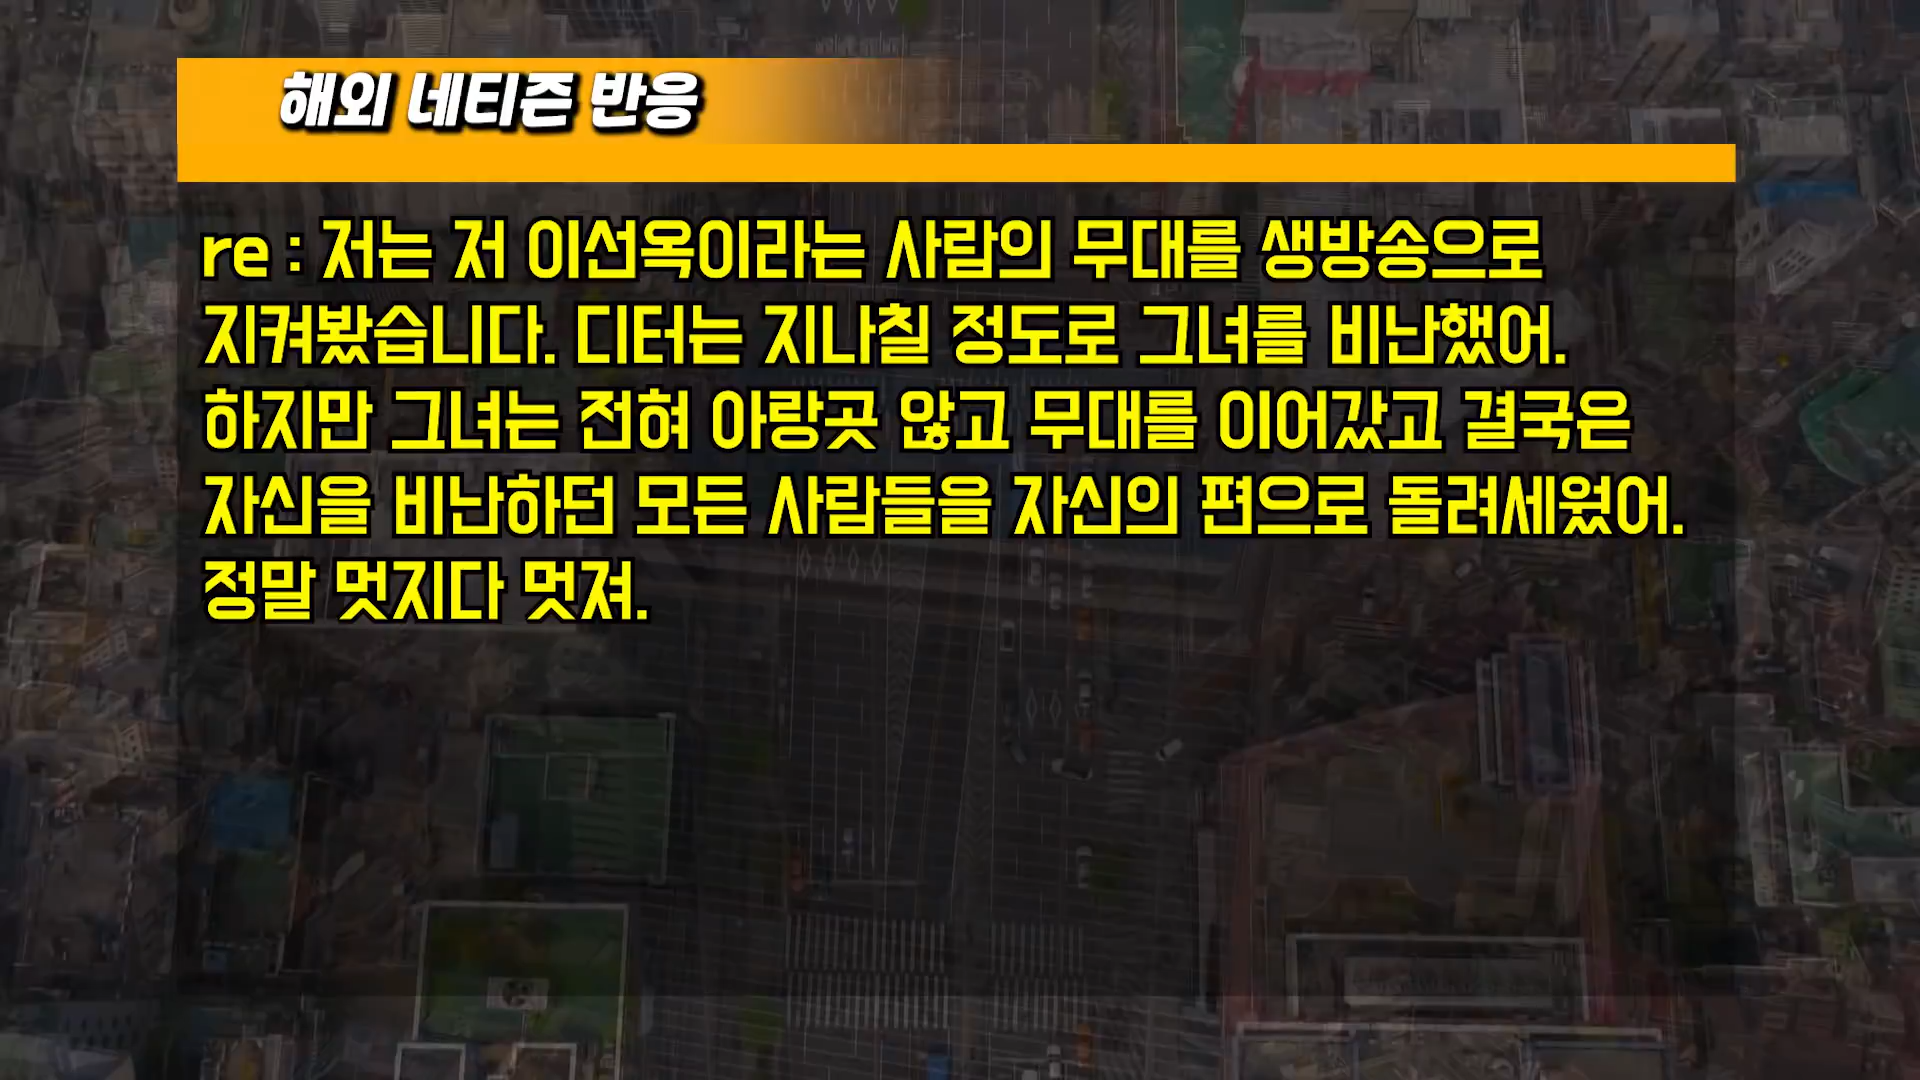 해외 네티즌 반응
re : 저는 저 이선옥이라는 사람의 무대를 생방송으로
지켜봤습니다. 디터는 지나칠 정도로 그녀를 비난했어.
하지만 그녀는 전혀 아랑곳 않고 무대를 이어갔고 결국은
자신을 비난하던 모든 사람들을 자신의 편으로 돌려세웠어.
정말 멋지다 멋져.